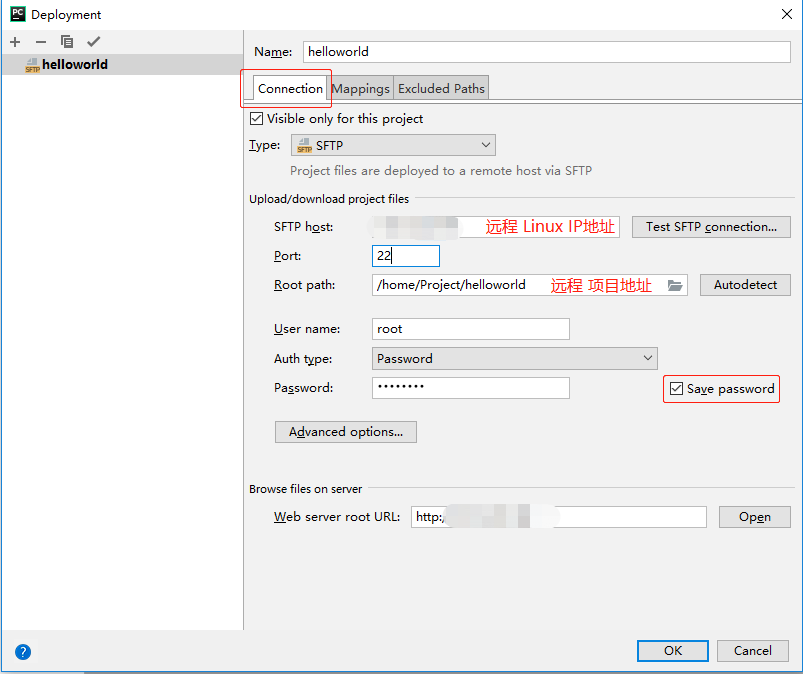 PC Deployment
helloworld
Name: helloworld
Connection Mappings Excluded Paths
Visible only for this project
Type: SFTP
Project files are deployed to a remote host via SFTP
Upload/download project files
SFTP host: 远程 Linux IP地址 Test SFTP connection...
Port: 22
Root path: /home/Project/helloworld 远程 项目地址 Autodetect
User name: root
Auth type: Password
Password: •••••••• Save password
Advanced options...
Browse files on server
Web server root URL: http:/ Open
? OK Cancel